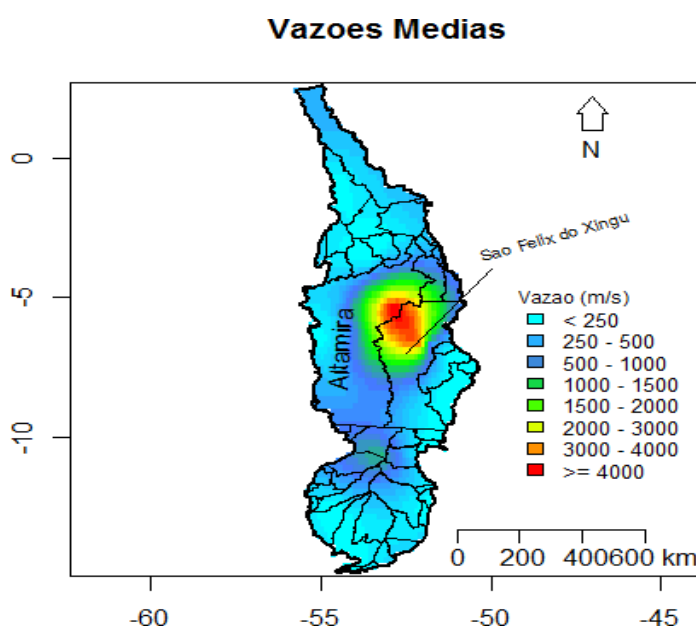 Vazoes Medias
N
Sao Felix do Xingu
Altamira
Vazao (m/s)
< 250
250 - 500
500 - 1000
1000 - 1500
1500 - 2000
2000 - 3000
3000 - 4000
>= 4000
0 200 400600 km
0
-5
-10
-60 -55 -50 -45